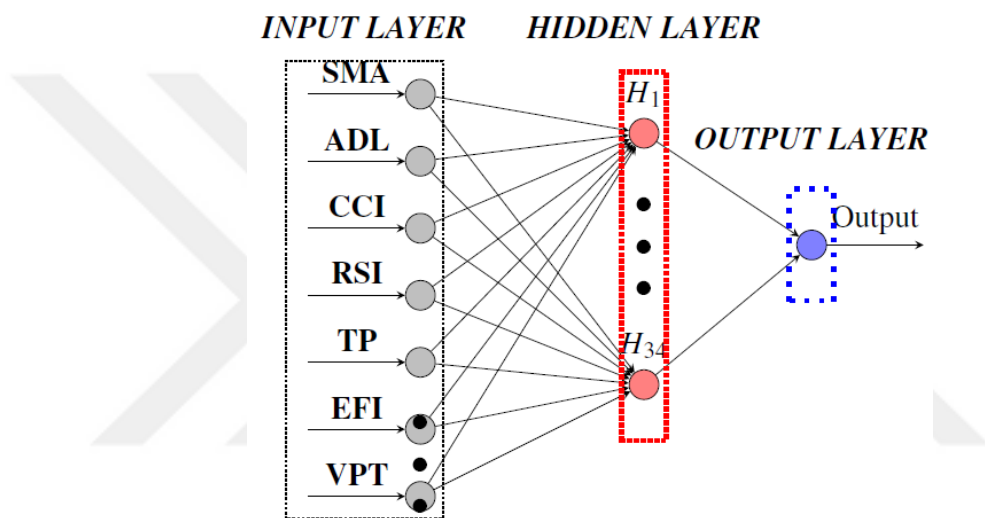 INPUT LAYER
HIDDEN LAYER
OUTPUT LAYER
SMA
ADL
CCI
RSI
TP
EFI
VPT
H1
H34
Output